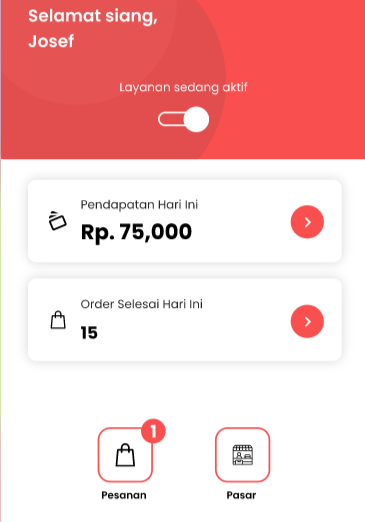 Selamat siang,
Josef
Layanan sedang aktif
Pendapatan Hari Ini
Rp. 75,000
Order Selesai Hari Ini
15
1
Pesanan
Pasar